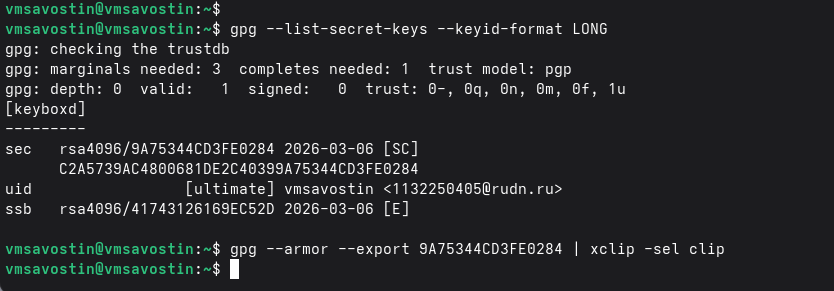 vmsavostin@vmsavostin:~$
vmsavostin@vmsavostin:~$ gpg --list-secret-keys --keyid-format LONG
gpg: checking the trustdb
gpg: marginals needed: 3  completes needed: 1  trust model: pgp
gpg: depth: 0  valid:   1  signed:   0  trust: 0-, 0q, 0n, 0m, 0f, 1u
[keyboxd]
---------
sec   rsa4096/9A75344CD3FE0284 2026-03-06 [SC]
      C2A5739AC4800681DE2C40399A75344CD3FE0284
uid                 [ultimate] vmsavostin <1132250405@rudn.ru>
ssb   rsa4096/41743126169EC52D 2026-03-06 [E]
vmsavostin@vmsavostin:~$ gpg --armor --export 9A75344CD3FE0284 | xclip -sel clip
vmsavostin@vmsavostin:~$